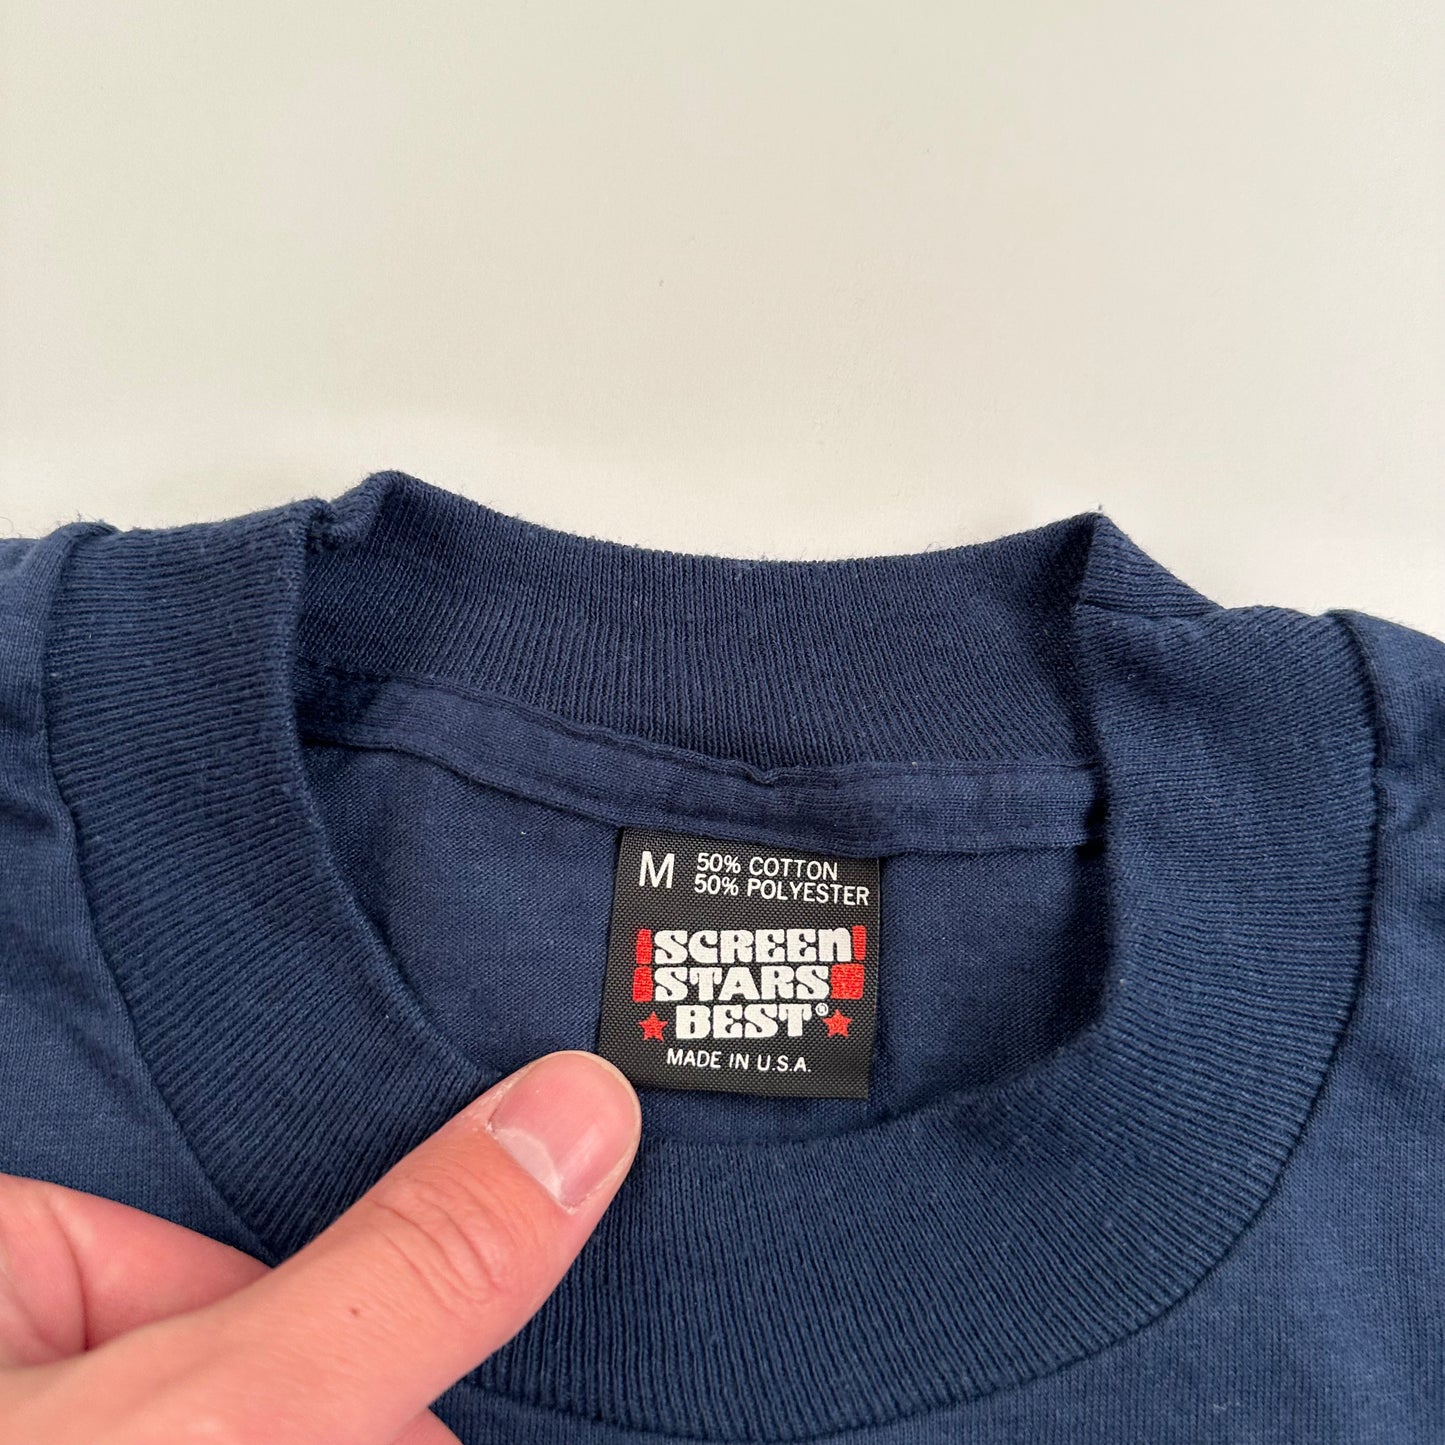 M 50% COTTON
50% POLYESTER
SCREEN
STARS
BEST®
MADE IN U.S.A.